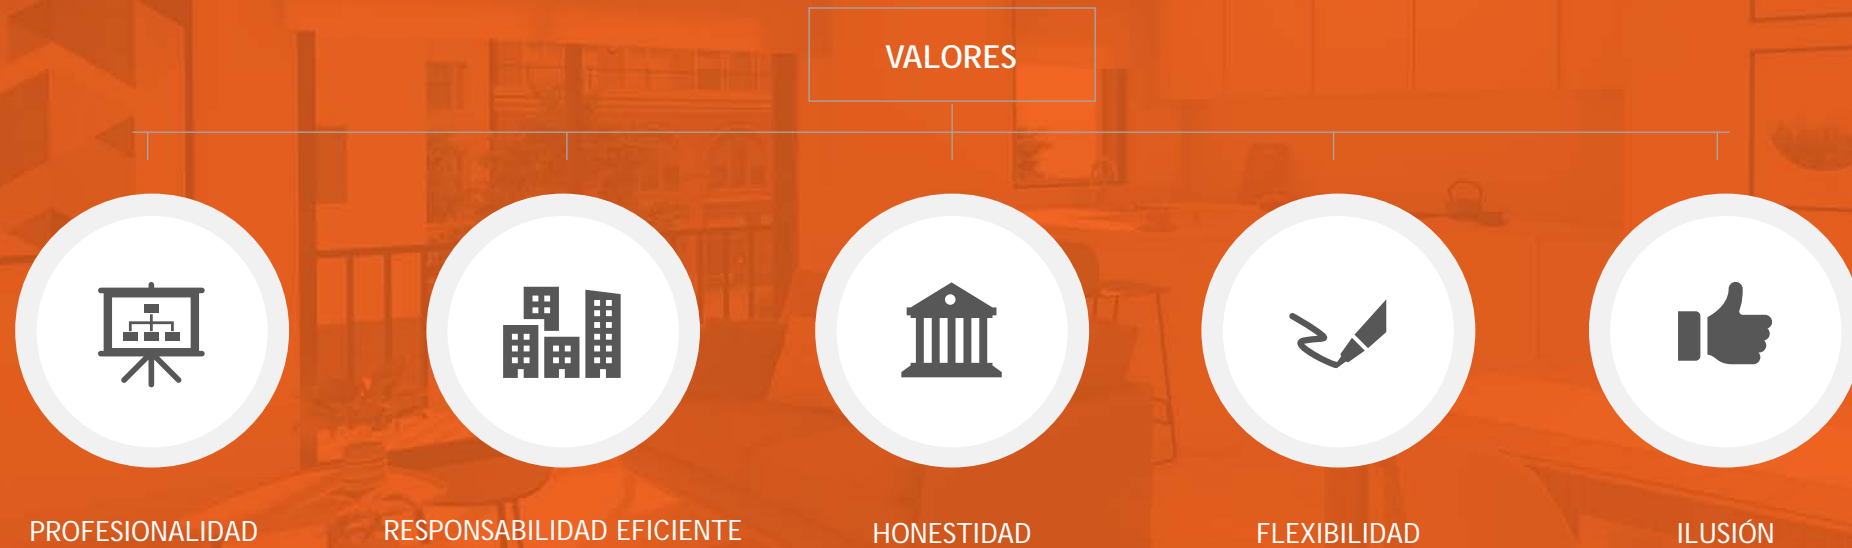 VALORES
PROFESIONALIDAD
RESPONSABILIDAD EFICIENTE
HONESTIDAD
FLEXIBILIDAD
ILUSIÓN